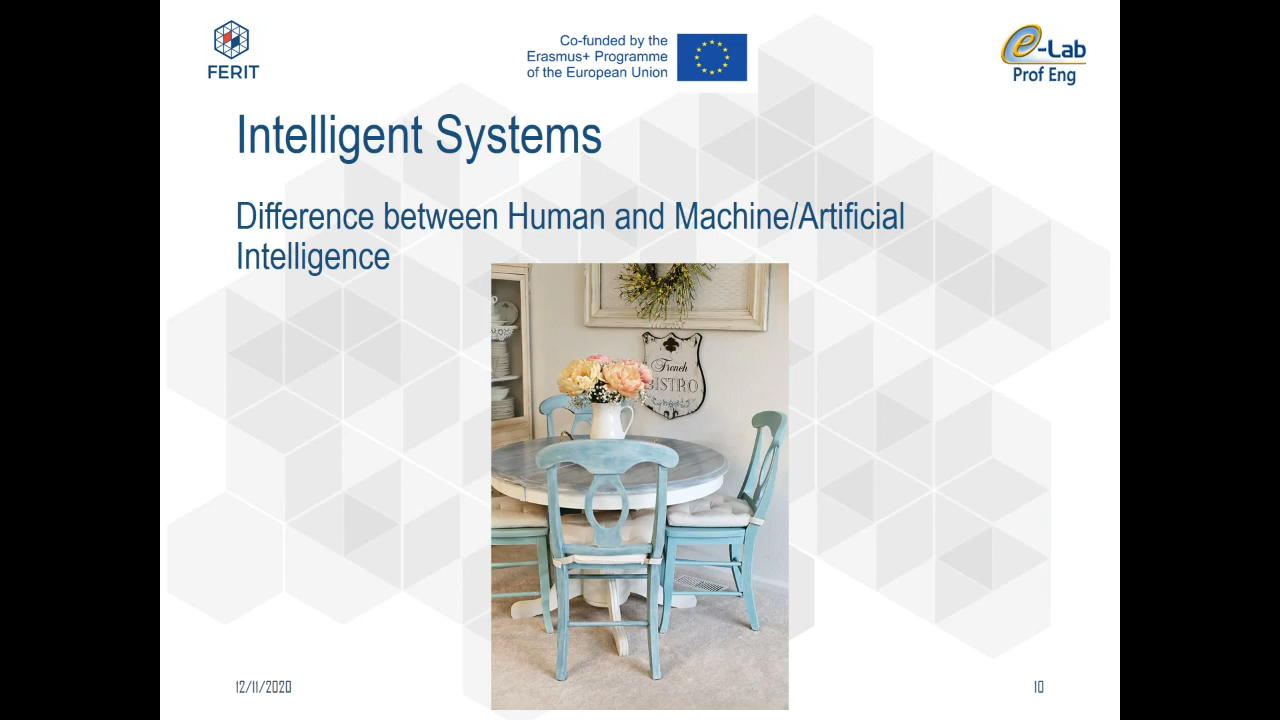 FERIT
Co-funded by the
Erasmus+ Programme
of the European Union
e-Lab
Prof Eng
Intelligent Systems
Difference between Human and Machine/Artificial
Intelligence
French
BISTRO
12/11/2020
10